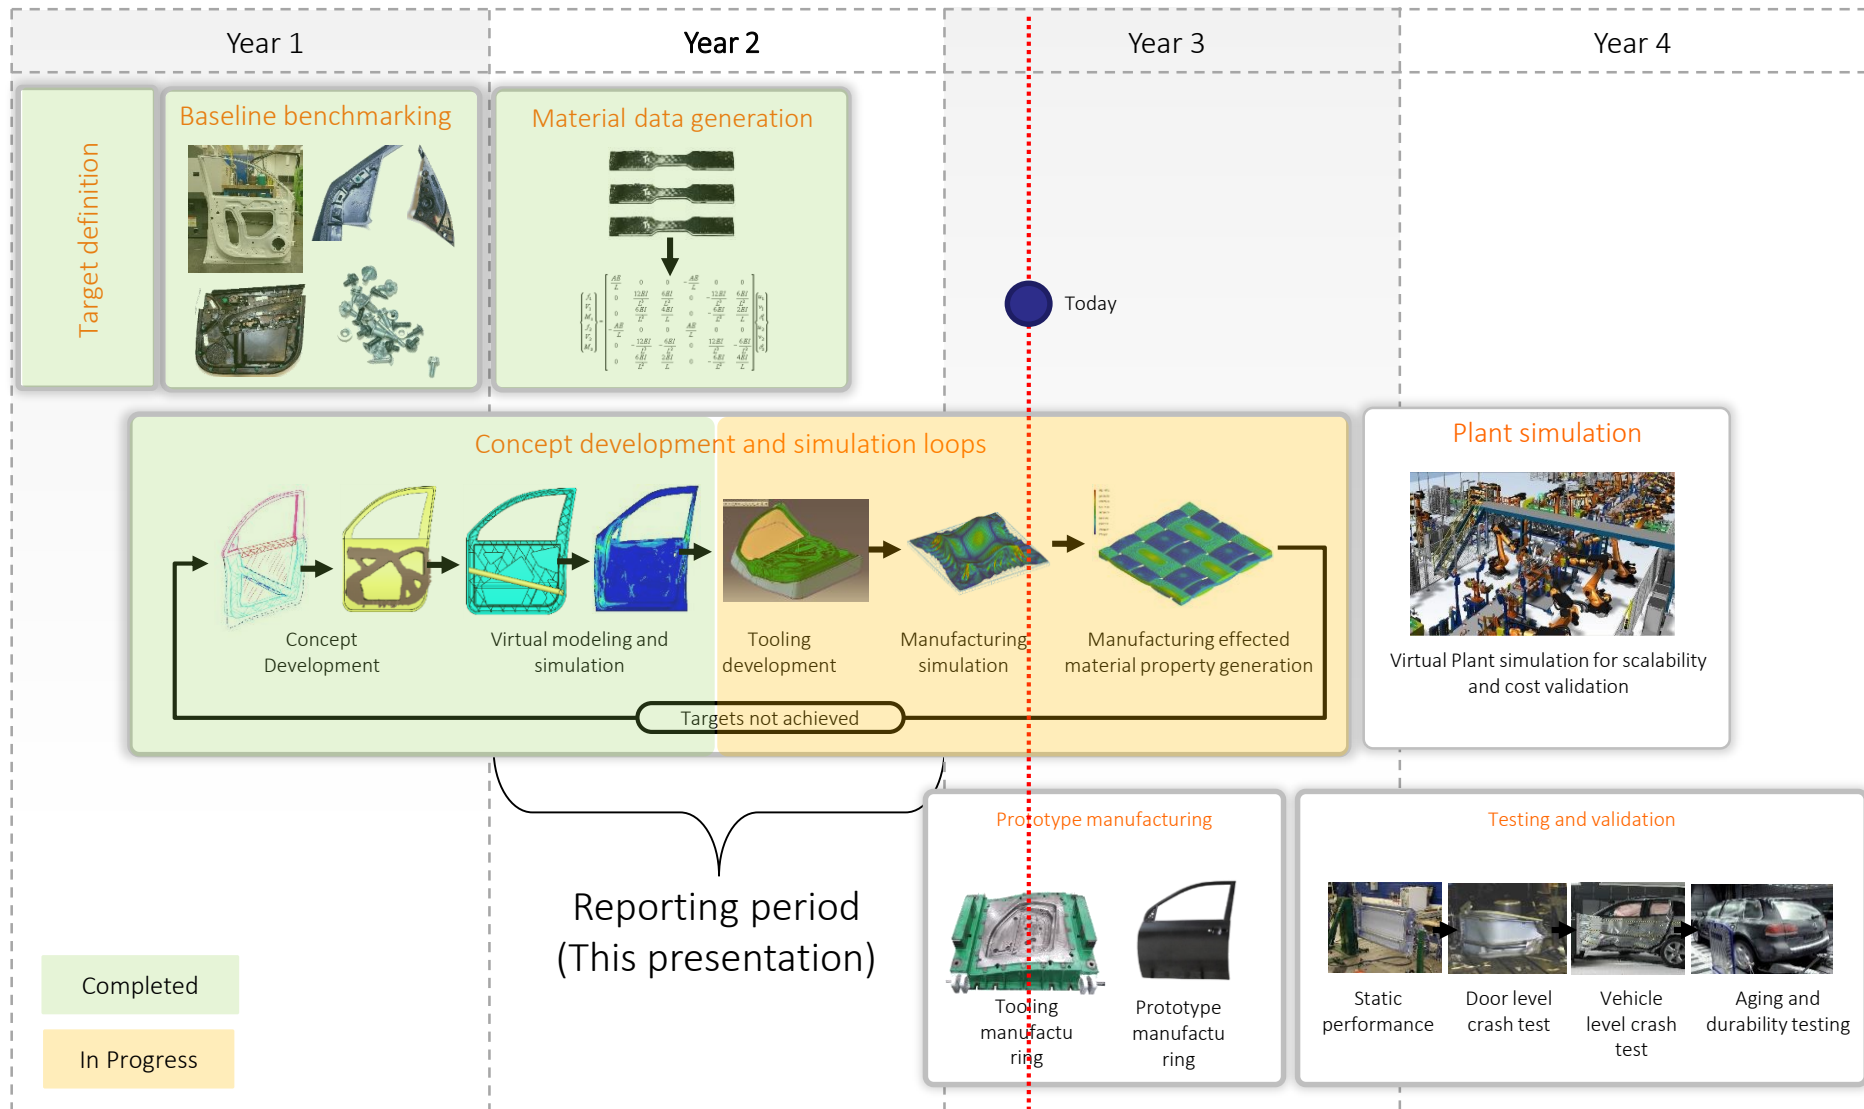 Year 1
Year 2
Year 3
Year 4
Target definition
Baseline benchmarking
Material data generation
Today
Concept development and simulation loops
Concept
Development
Virtual modeling and
simulation
Tooling
development
Manufacturing
simulation
Manufacturing effected
material property generation
Targets not achieved
Plant simulation
Virtual Plant simulation for scalability
and cost validation
Reporting period
(This presentation)
Prototype manufacturing
Tooling
manufactu
ring
Prototype
manufactu
ring
Testing and validation
Static
performance
Door level
crash test
Vehicle
level crash
test
Aging and
durability testing
Completed
In Progress